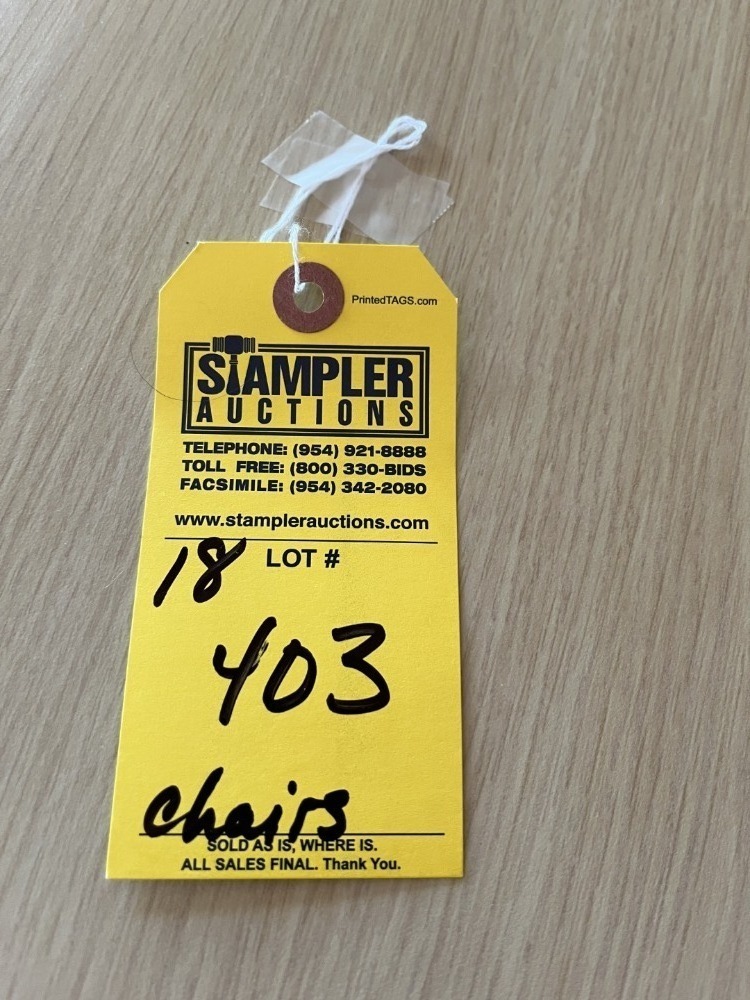 PrintedTAGS.com
STAMPLER
AUCTIONS
TELEPHONE: (954) 921-8888
TOLL FREE: (800) 330-BIDS
FACSIMILE: (954) 342-2080
www.stamplerauctions.com
18 LOT #
403
chairs
SOLD AS IS, WHERE IS.
ALL SALES FINAL. Thank You.